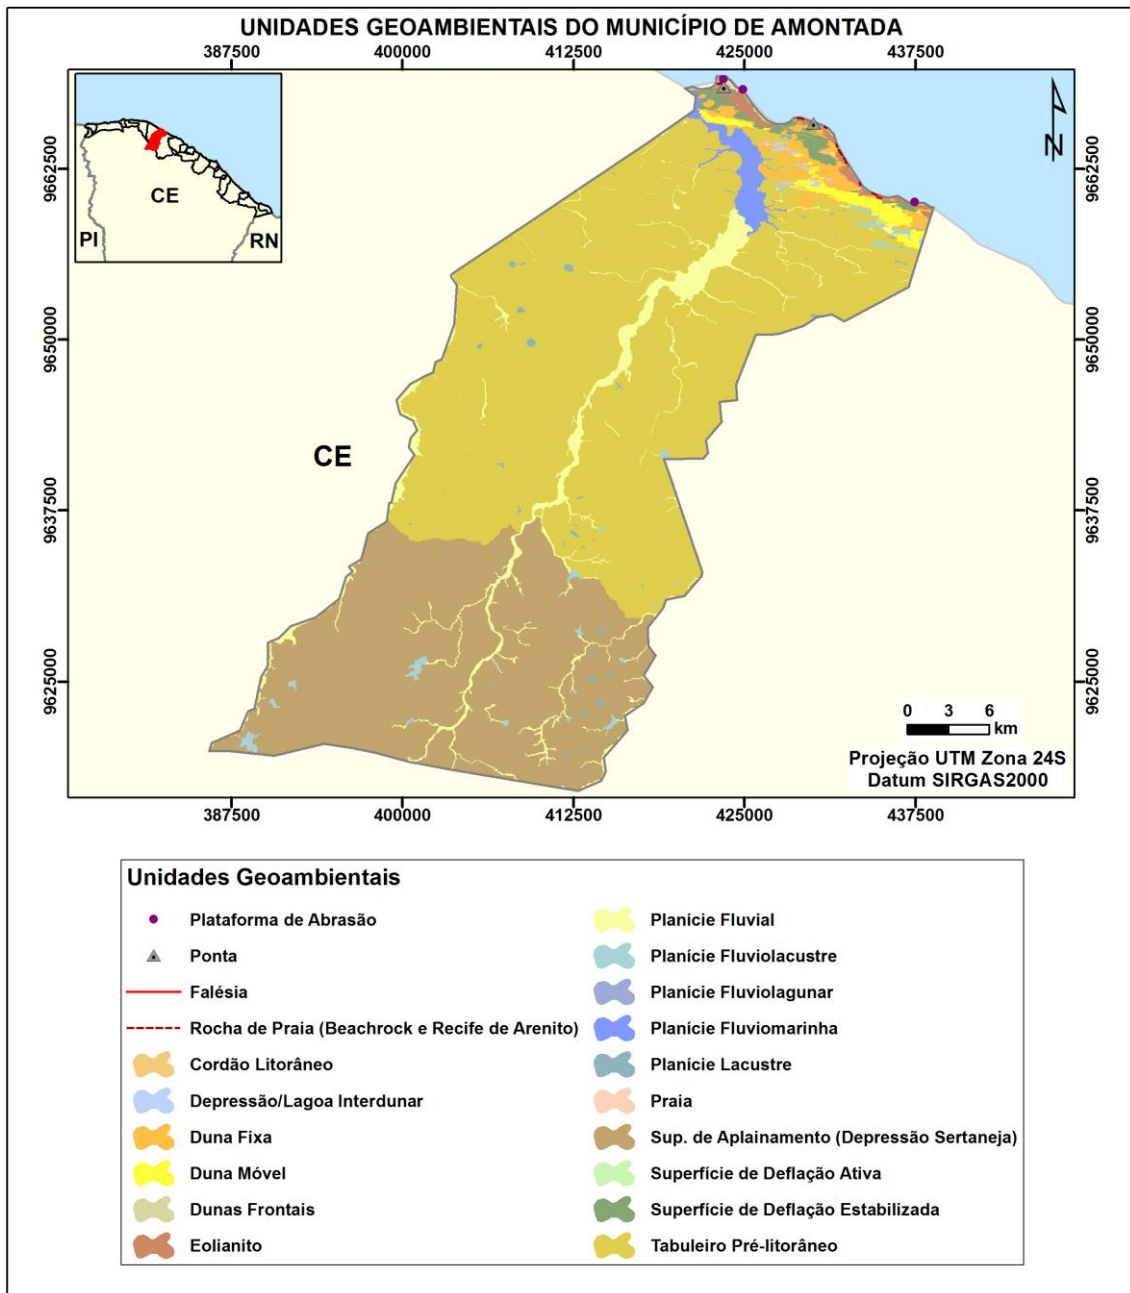 UNIDADES GEOAMBIENTAIS DO MUNICÍPIO DE AMONTADA
387500 400000 412500 425000 437500
CE
PI
RN
N
9662500 9662500
9650000 9650000
CE
9637500 9637500
9625000 9625000
0 3 6
km
Projeção UTM Zona 24S
Datum SIRGAS2000
387500 400000 412500 425000 437500
Unidades Geoambientais
Plataforma de Abrasão
Ponta
Falésia
Rocha de Praia (Beachrock e Recife de Arenito)
Cordão Litorâneo
Depressão/Lagoa Interdunar
Duna Fixa
Duna Móvel
Dunas Frontais
Eolianito
Planície Fluvial
Planície Fluviolacustre
Planície Fluviolagunar
Planície Fluviomarinha
Planície Lacustre
Praia
Sup. de Aplainamento (Depressão Sertaneja)
Superfície de Deflação Ativa
Superfície de Deflação Estabilizada
Tabuleiro Pré-litorâneo